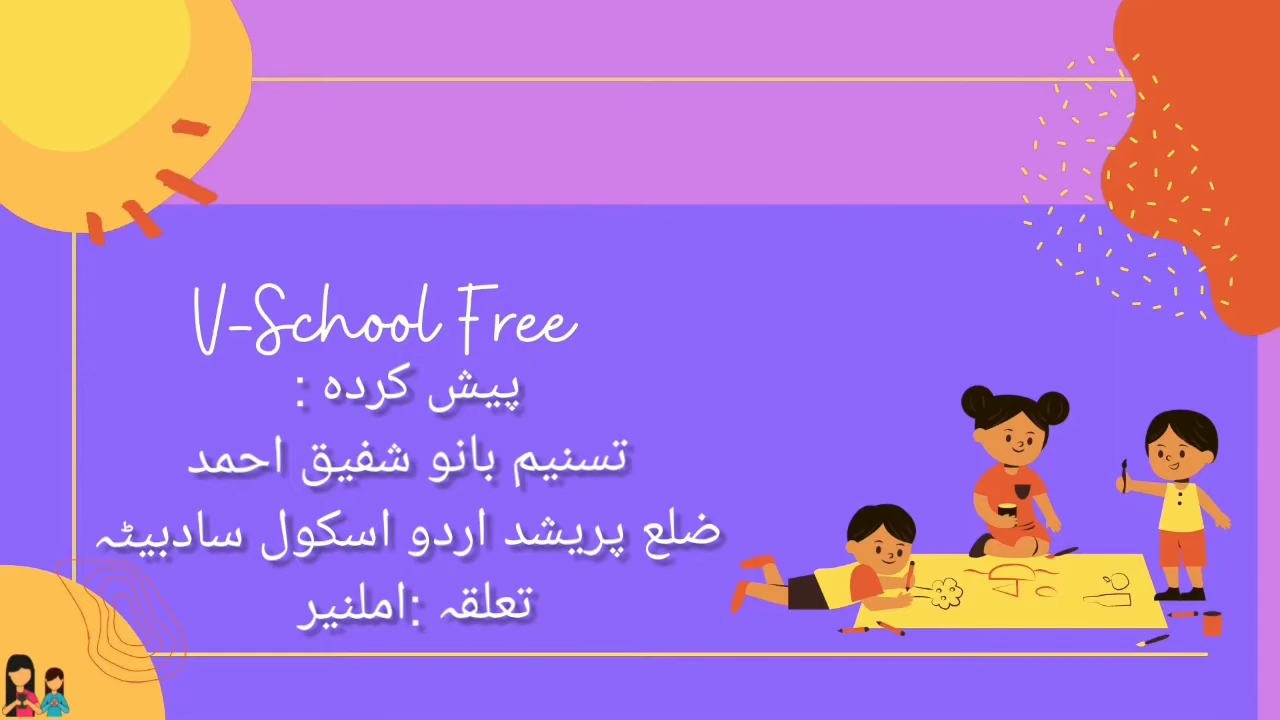 V-School Free
پیش کردہ :
تسنیم بانو شفیق احمد
ضلع پریشد اردو اسکول سادبیٹہ
تعلقہ :املنیر